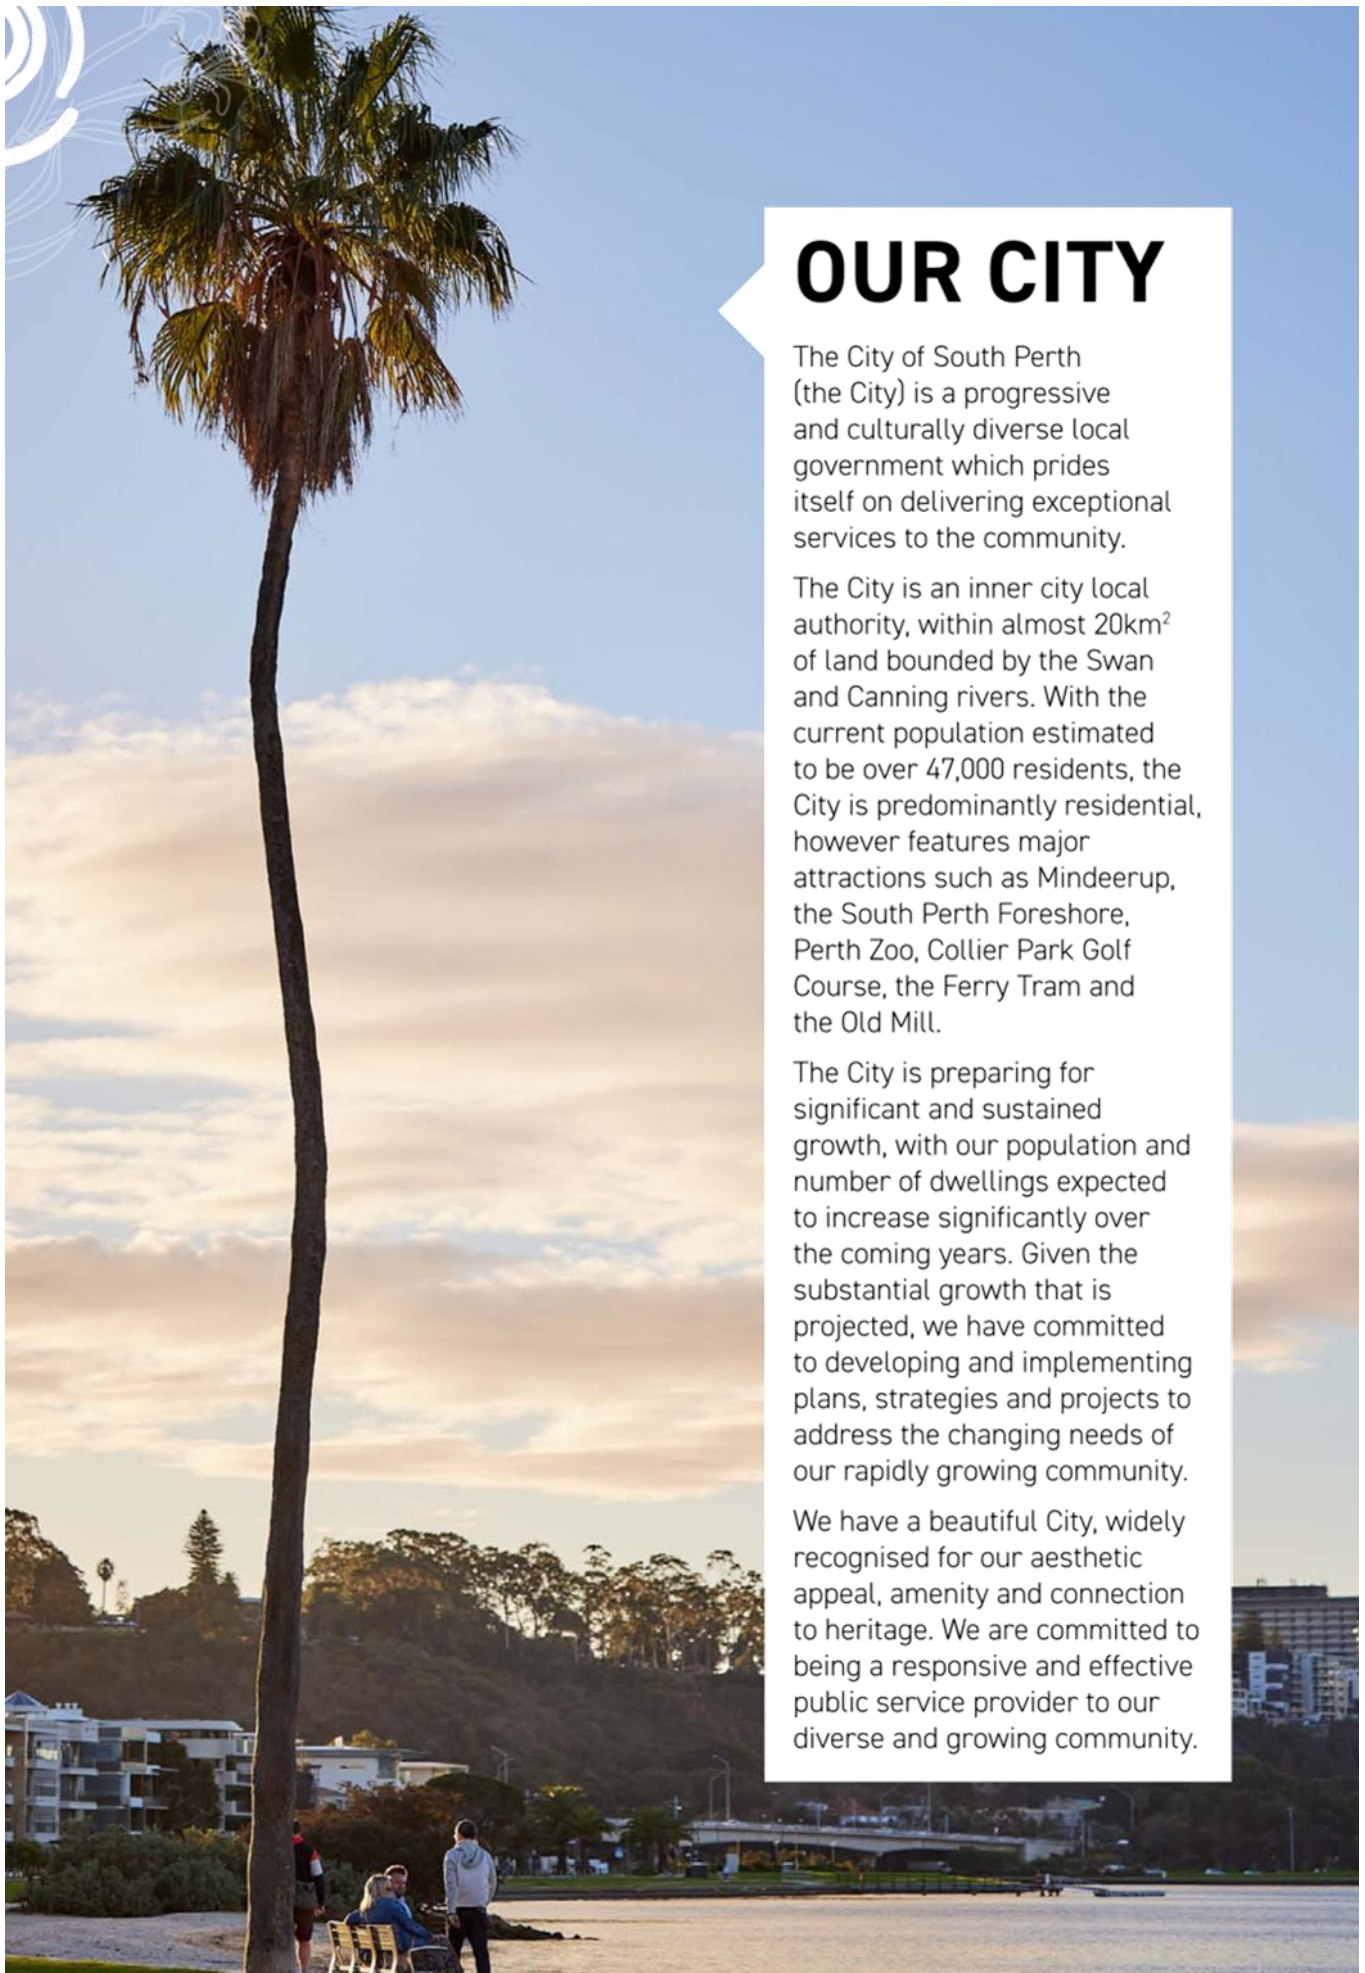 OUR CITY
The City of South Perth
(the City) is a progressive
and culturally diverse local
government which prides
itself on delivering exceptional
services to the community.
The City is an inner city local
authority, within almost 20km²
of land bounded by the Swan
and Canning rivers. With the
current population estimated
to be over 47,000 residents, the
City is predominantly residential,
however features major
attractions such as Mindeerup,
the South Perth Foreshore,
Perth Zoo, Collier Park Golf
Course, the Ferry Tram and
the Old Mill.
The City is preparing for
significant and sustained
growth, with our population and
number of dwellings expected
to increase significantly over
the coming years. Given the
substantial growth that is
projected, we have committed
to developing and implementing
plans, strategies and projects to
address the changing needs of
our rapidly growing community.
We have a beautiful City, widely
recognised for our aesthetic
appeal, amenity and connection
to heritage. We are committed to
being a responsive and effective
public service provider to our
diverse and growing community.